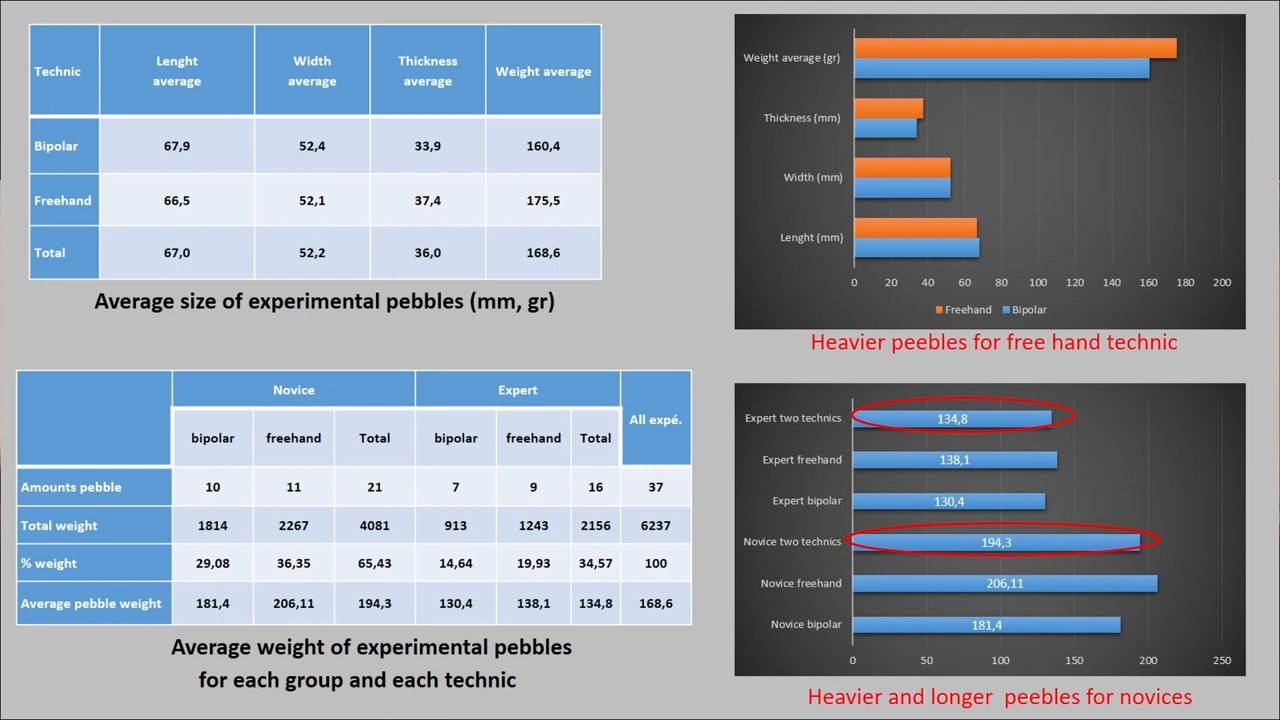 Technic Lenght average Width average Thickness average Weight average
Bipolar 67,9 52,4 33,9 160,4
Freehand 66,5 52,1 37,4 175,5
Total 67,0 52,2 36,0 168,6
Average size of experimental pebbles (mm, gr)
Weight average (gr)
Thickness (mm)
Width (mm)
Lenght (mm)
0 20 40 60 80 100 120 140 160 180 200
Freehand Bipolar
Heavier peebles for free hand technic
Novice Expert All expé.
bipolar freehand Total bipolar freehand Total
Amounts pebble 10 11 21 7 9 16 37
Total weight 1814 2267 4081 913 1243 2156 6237
% weight 29,08 36,35 65,43 14,64 19,93 34,57 100
Average pebble weight 181,4 206,11 194,3 130,4 138,1 134,8 168,6
Average weight of experimental pebbles
for each group and each technic
Expert two technics 134,8
Expert freehand 138,1
Expert bipolar 130,4
Novice two technics 194,3
Novice freehand 206,11
Novice bipolar 181,4
0 50 100 150 200 250
Heavier and longer peebles for novices